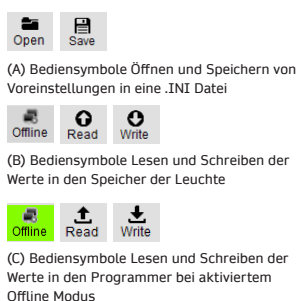 Open Save
(A) Bediensymbole Öffnen und Speichern von
Voreinstellungen in eine .INI Datei
Offline Read Write
(B) Bediensymbole Lesen und Schreiben der
Werte in den Speicher der Leuchte
Offline Read Write
(C) Bediensymbole Lesen und Schreiben der
Werte in den Programmer bei aktiviertem
Offline Modus